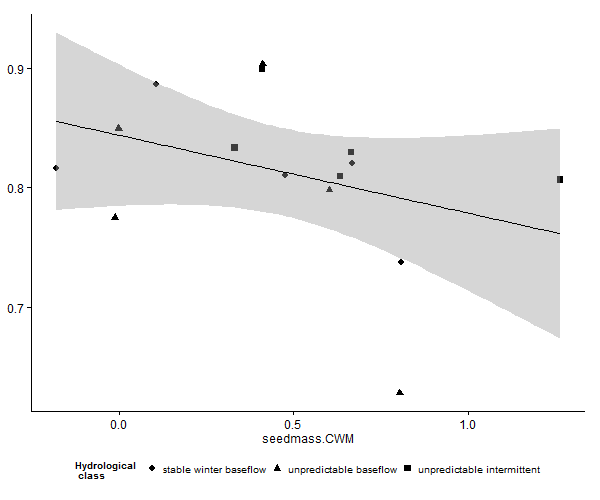 0.9
0.8
0.7
0.0 0.5 1.0
seedmass.CWM
Hydrological
class
stable winter baseflow unpredictable baseflow unpredictable intermittent